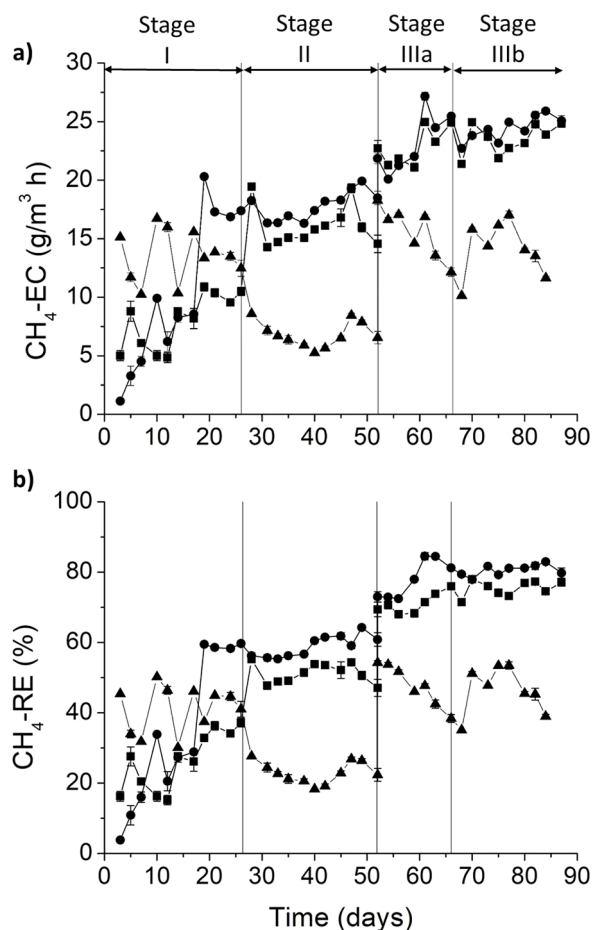 Stage Stage Stage Stage
I II IIIa IIIb
a)
30
25
20
15
10
5
0
CH₄-EC (g/m³ h)
0 10 20 30 40 50 60 70 80 90
b)
100
80
60
40
20
0
CH₄-RE (%)
0 10 20 30 40 50 60 70 80 90
Time (days)